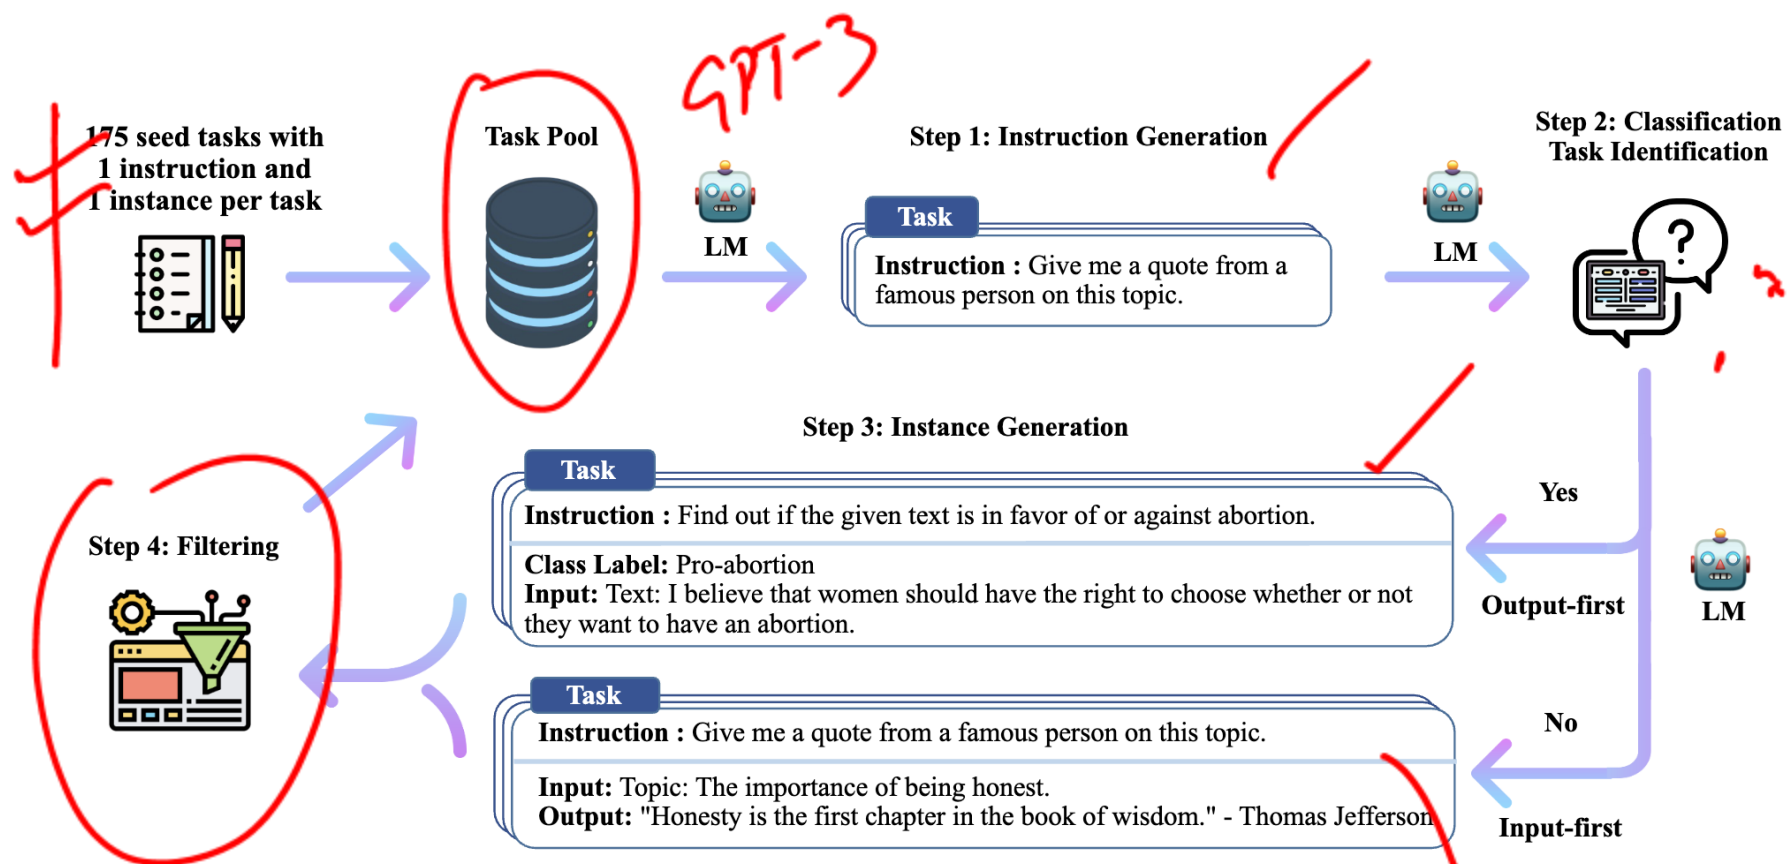 GPT-3
175 seed tasks with
1 instruction and
1 instance per task
Task Pool
LM
Step 1: Instruction Generation
Task
Instruction : Give me a quote from a
famous person on this topic.
LM
Step 2: Classification
Task Identification
?
Step 3: Instance Generation
Task
Instruction : Find out if the given text is in favor of or against abortion.
Class Label: Pro-abortion
Input: Text: I believe that women should have the right to choose whether or not
they want to have an abortion.
Yes
Output-first
LM
Step 4: Filtering
Task
Instruction : Give me a quote from a famous person on this topic.
Input: Topic: The importance of being honest.
Output: "Honesty is the first chapter in the book of wisdom." - Thomas Jefferson
No
Input-first